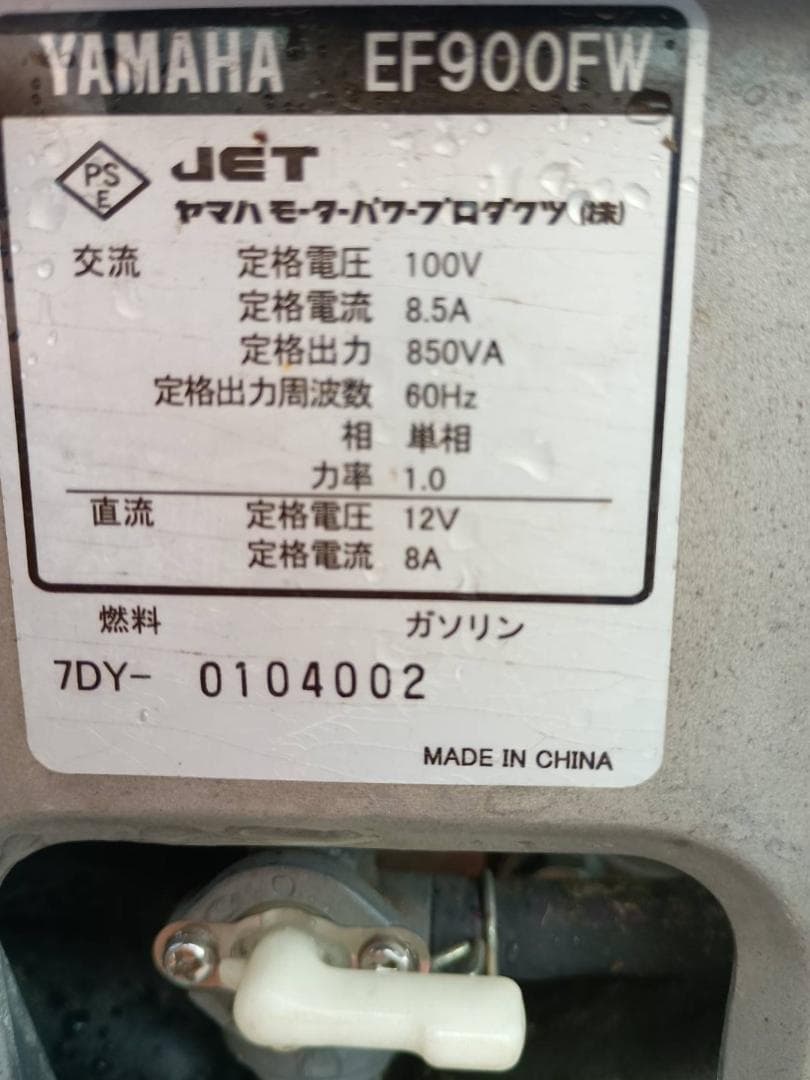 YAMAHA EF900FW
PSE JET
ヤマハモーターパワープロダクツ(株)
交流 定格電圧 100V
定格電流 8.5A
定格出力 850VA
定格出力周波数 60Hz
相 単相
力率 1.0
直流 定格電圧 12V
定格電流 8A
燃料 ガソリン
7DY- 0104002
MADE IN CHINA